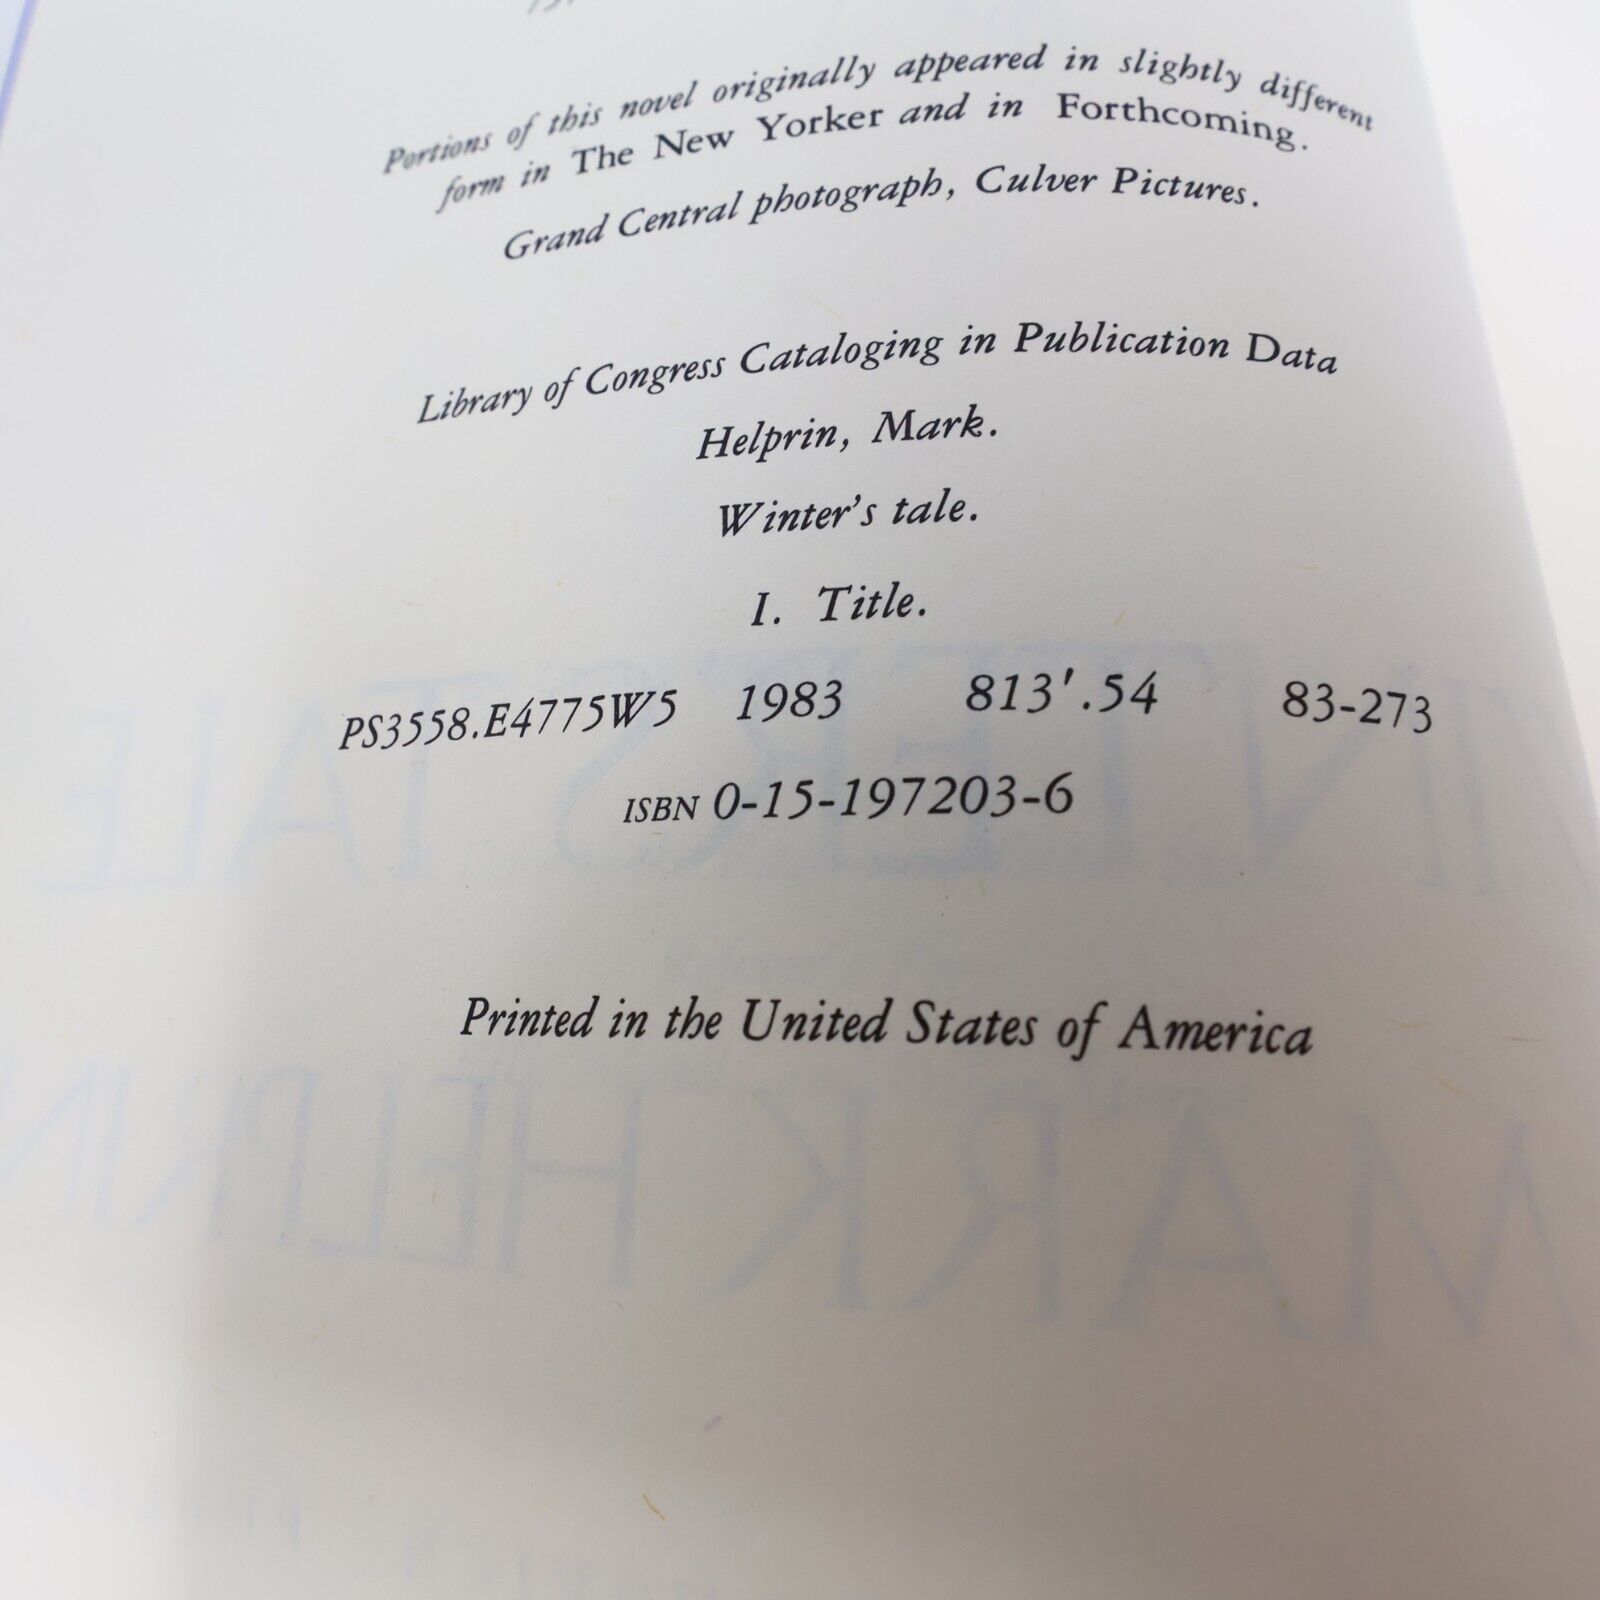 Portions of this novel originally appeared in slightly different
form in The New Yorker and in Forthcoming.
Grand Central photograph, Culver Pictures.
Library of Congress Cataloging in Publication Data
Helprin, Mark.
Winter's tale.
I. Title.
PS3558.E4775W5 1983 813'.54 83-273
ISBN 0-15-197203-6
Printed in the United States of America